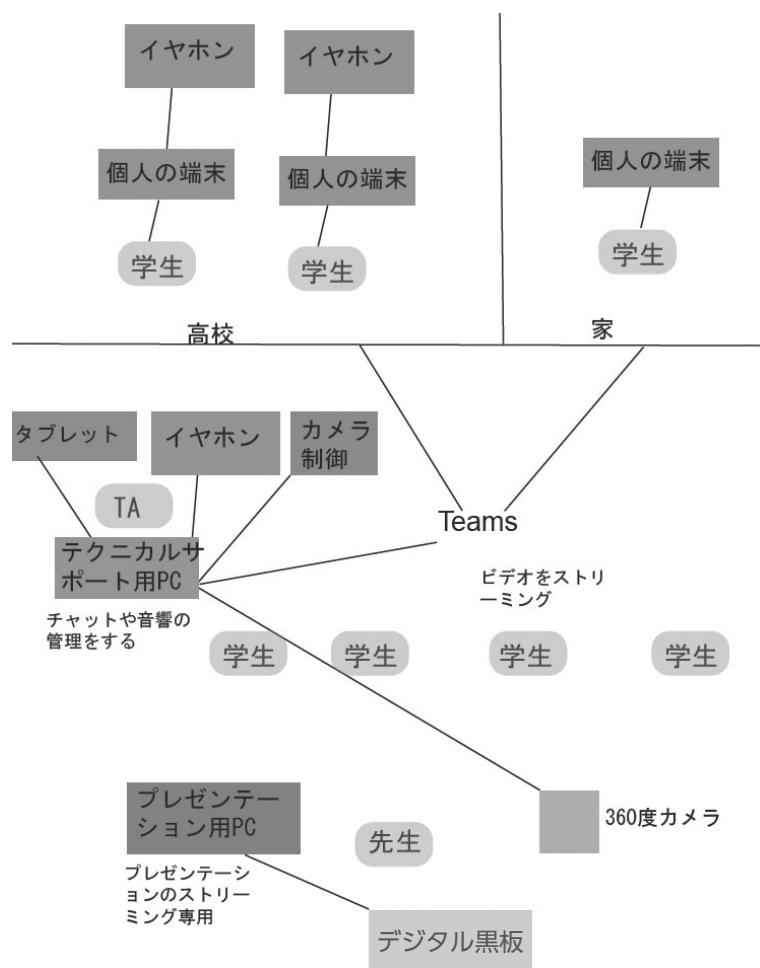 イヤホン
イヤホン
個人の端末
個人の端末
個人の端末
学生
学生
学生
高校
家
タブレット
イヤホン
カメラ
制御
TA
Teams
テクニカルサ
ポート用PC
ビデオをストリ
ーミング
チャットや音響の
管理をする
学生
学生
学生
学生
プレゼンテー
ション用PC
360度カメラ
先生
プレゼンテーシ
ョンのストリー
ミング専用
デジタル黒板